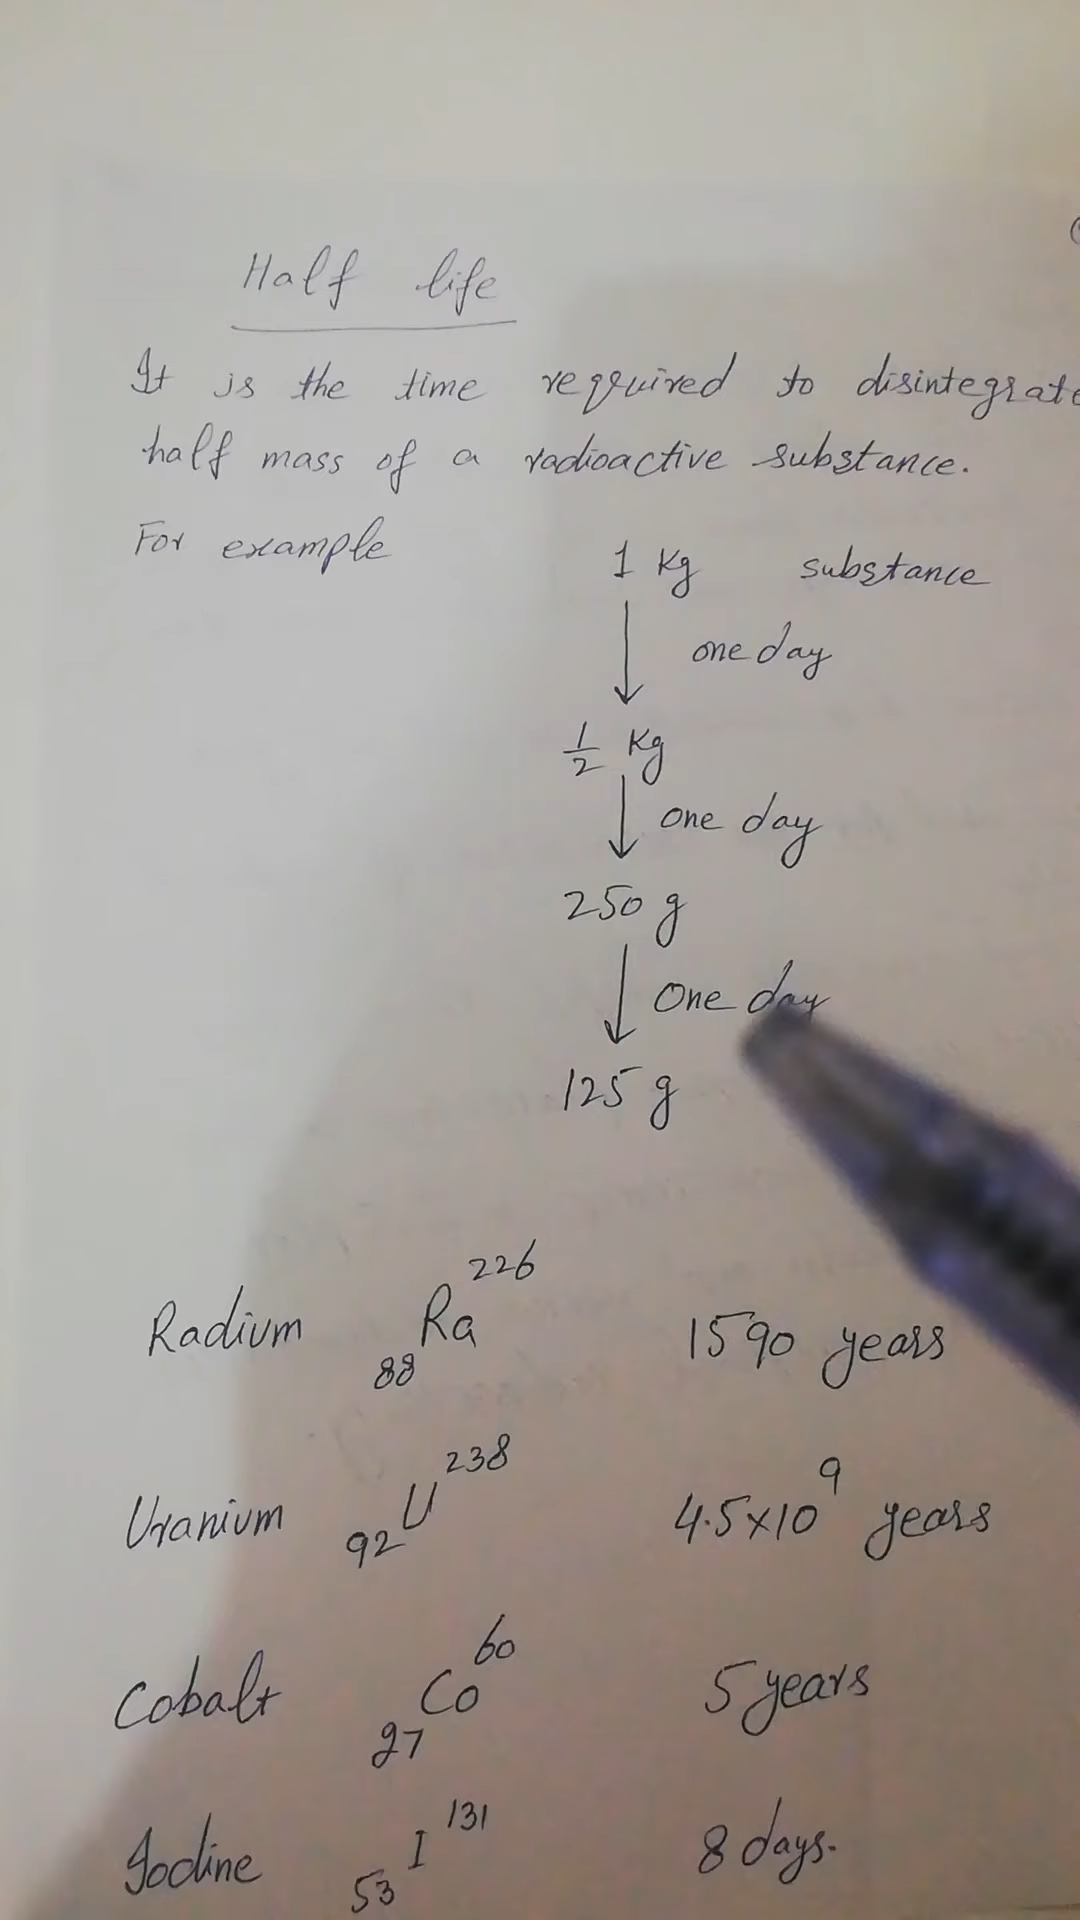 Half life
It is the time required to disintegrate
half mass of a radioactive substance.
For example
1 Kg substance
one day
1/2 Kg
one day
250 g
One day
125 g
Radium 88Ra226 1590 years
Uranium 92U238 4.5×10^9 years
Cobalt 27Co60 5 years
Iodine 53I131 8 days.